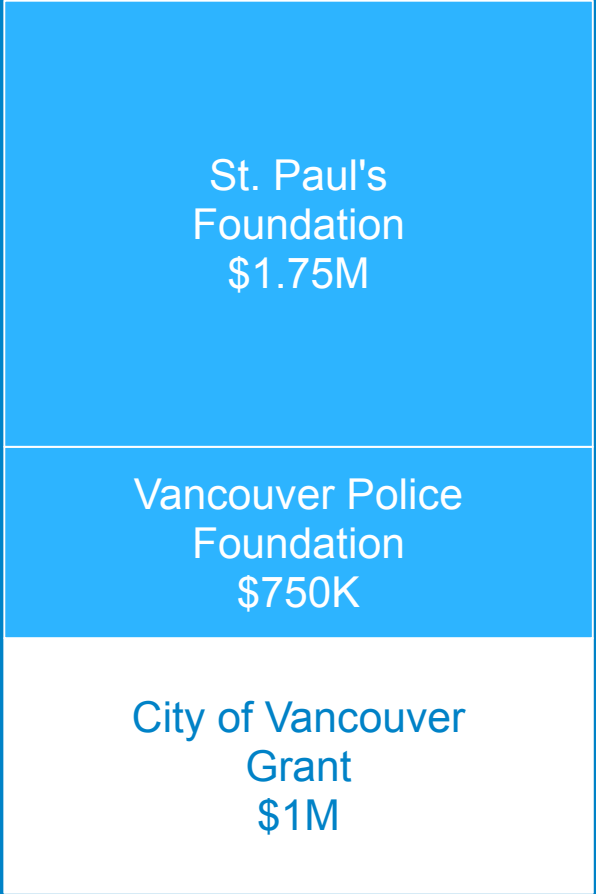 St. Paul's
Foundation
$1.75M
Vancouver Police
Foundation
$750K
City of Vancouver
Grant
$1M